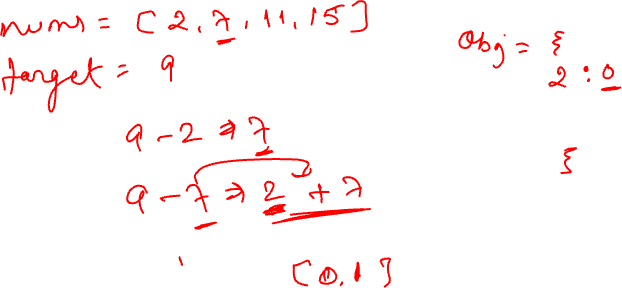 nums = [2, 7, 11, 15]
target = 9
obj = {
2 : 0
}
9 - 2 ⇒ 7
9 - 7 ⇒ 2 + 7
[0, 1]